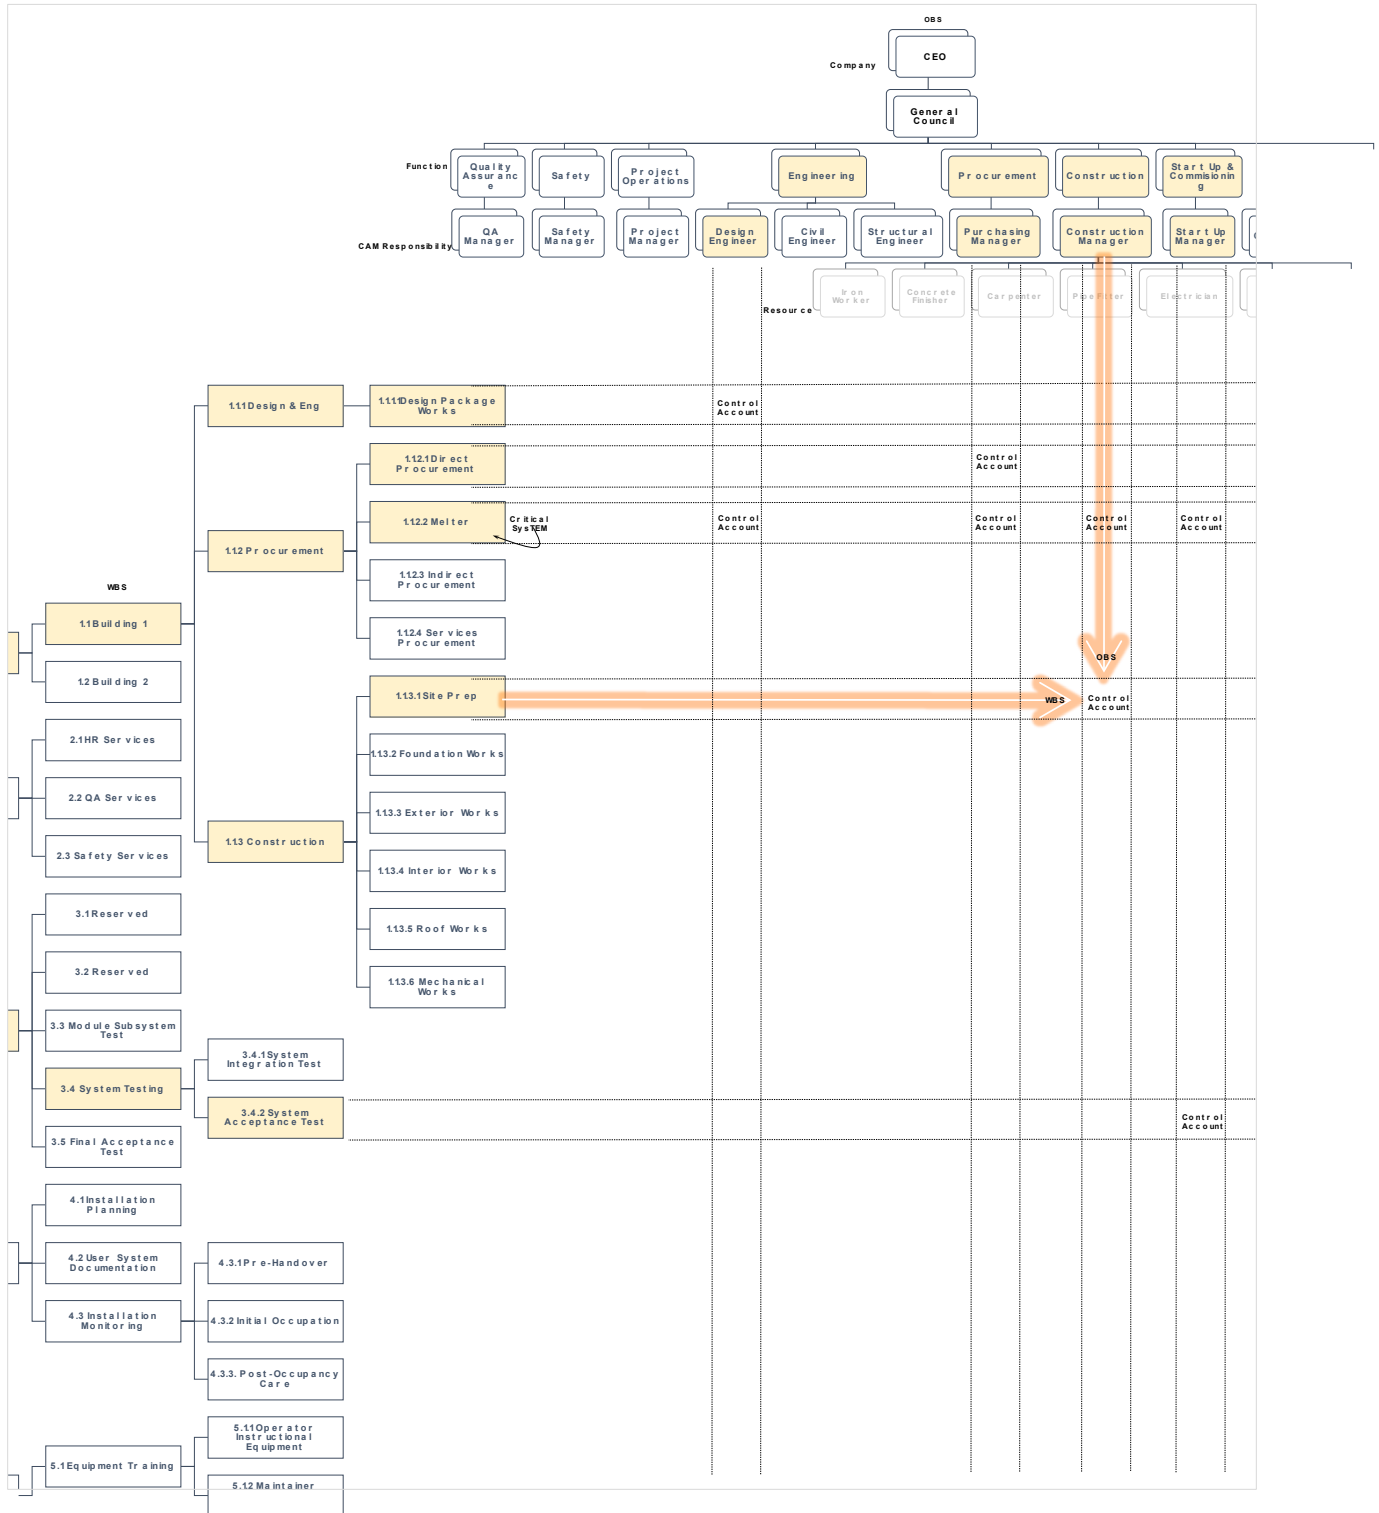 OBS
CEO
Company
General
Council
Function
Quality
Assuranc
e
Safety
Project
Operations
Engineering
Procurement
Construction
Start Up &
Commisionin
g
CAM Responsibility
QA
Manager
Safety
Manager
Project
Manager
Design
Engineer
Civil
Engineer
Structural
Engineer
Purchasing
Manager
Construction
Manager
Start Up
Manager
Resource
Iron
Worker
Concrete
Finisher
Carpenter
Pipe Fitter
Electrician
1.1.1 Design & Eng
1.1.1.1 Design Package
Works
Control
Account
1.1.2.1 Direct
Procurement
Control
Account
1.1.2 Procurement
1.1.2.2 Melter
Critical
SysTEM
Control
Account
Control
Account
Control
Account
Control
Account
1.1.2.3 Indirect
Procurement
1.1.2.4 Services
Procurement
WBS
1.1 Building 1
1.2 Building 2
OBS
1.1.3.1 Site Prep
WBS
Control
Account
2.1 HR Services
2.2 QA Services
2.3 Safety Services
1.1.3 Construction
1.1.3.2 Foundation Works
1.1.3.3 Exterior Works
1.1.3.4 Interior Works
1.1.3.5 Roof Works
1.1.3.6 Mechanical
Works
3.1 Reserved
3.2 Reserved
3.3 Module Subsystem
Test
3.4 System Testing
3.4.1 System
Integration Test
3.4.2 System
Acceptance Test
Control
Account
3.5 Final Acceptance
Test
4.1 Installation
Planning
4.2 User System
Documentation
4.3 Installation
Monitoring
4.3.1 Pre-Handover
4.3.2 Initial Occupation
4.3.3. Post-Occupancy
Care
5.1 Equipment Training
5.1.1 Operator
Instructional
Equipment
5.1.2 Maintainer